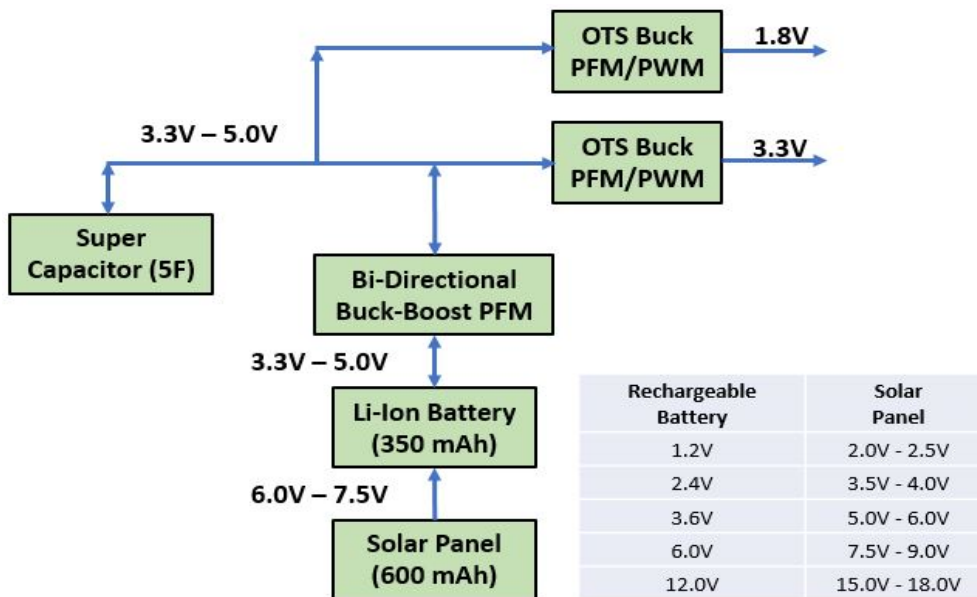 OTS Buck
PFM/PWM
1.8V
3.3V – 5.0V
OTS Buck
PFM/PWM
3.3V
Super
Capacitor (5F)
Bi-Directional
Buck-Boost PFM
3.3V – 5.0V
Li-Ion Battery
(350 mAh)
6.0V – 7.5V
Solar Panel
(600 mAh)
Rechargeable Battery
Solar Panel
1.2V 2.0V - 2.5V
2.4V 3.5V - 4.0V
3.6V 5.0V - 6.0V
6.0V 7.5V - 9.0V
12.0V 15.0V - 18.0V